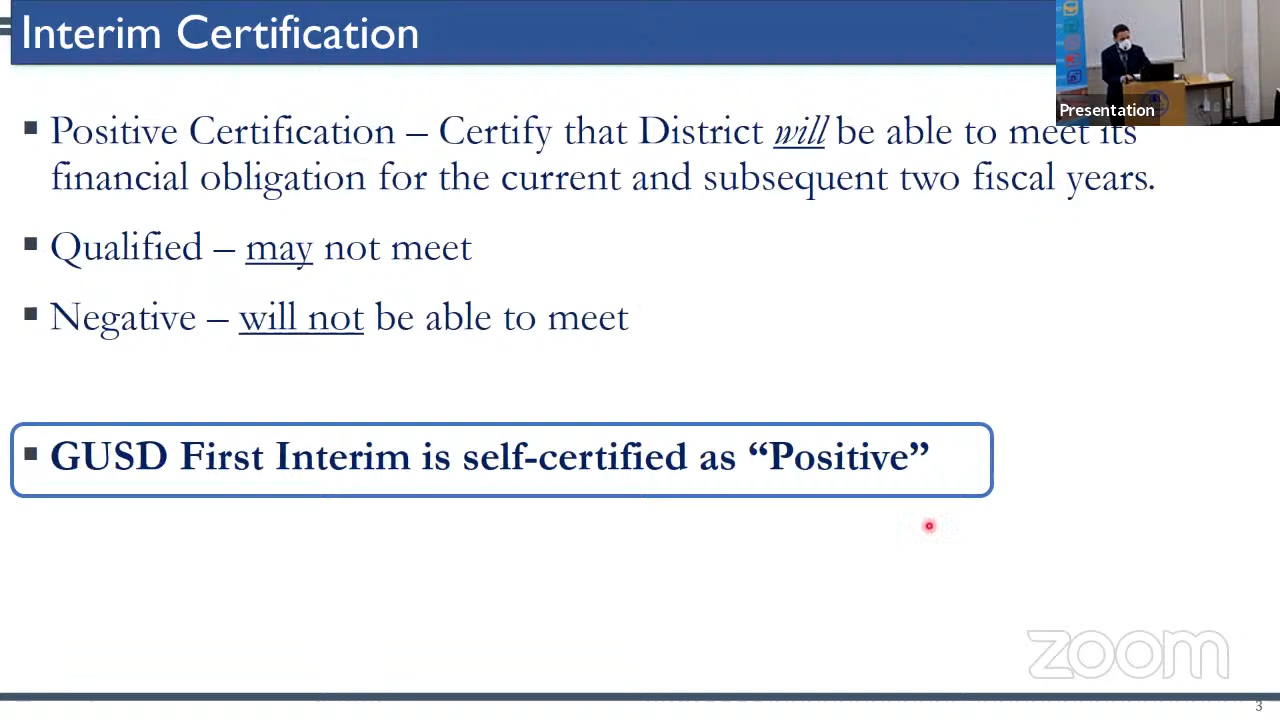 Interim Certification
Presentation
▪ Positive Certification – Certify that District will be able to meet its
financial obligation for the current and subsequent two fiscal years.
▪ Qualified – may not meet
▪ Negative – will not be able to meet
▪ GUSD First Interim is self-certified as “Positive”
zoom
3